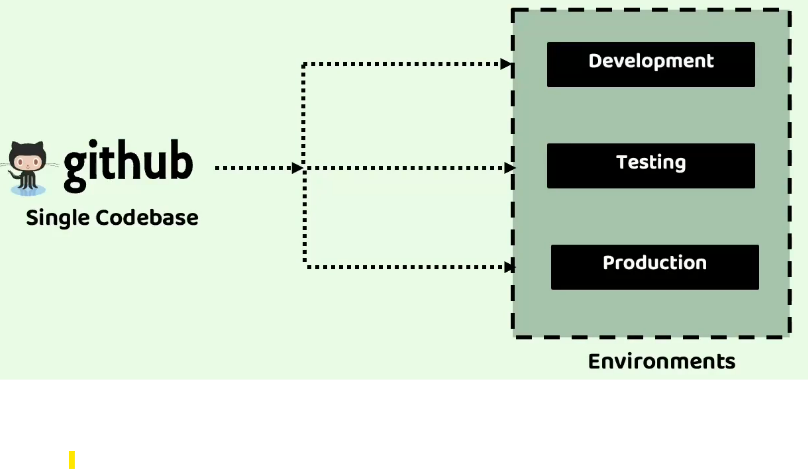 github
Single Codebase
Development
Testing
Production
Environments